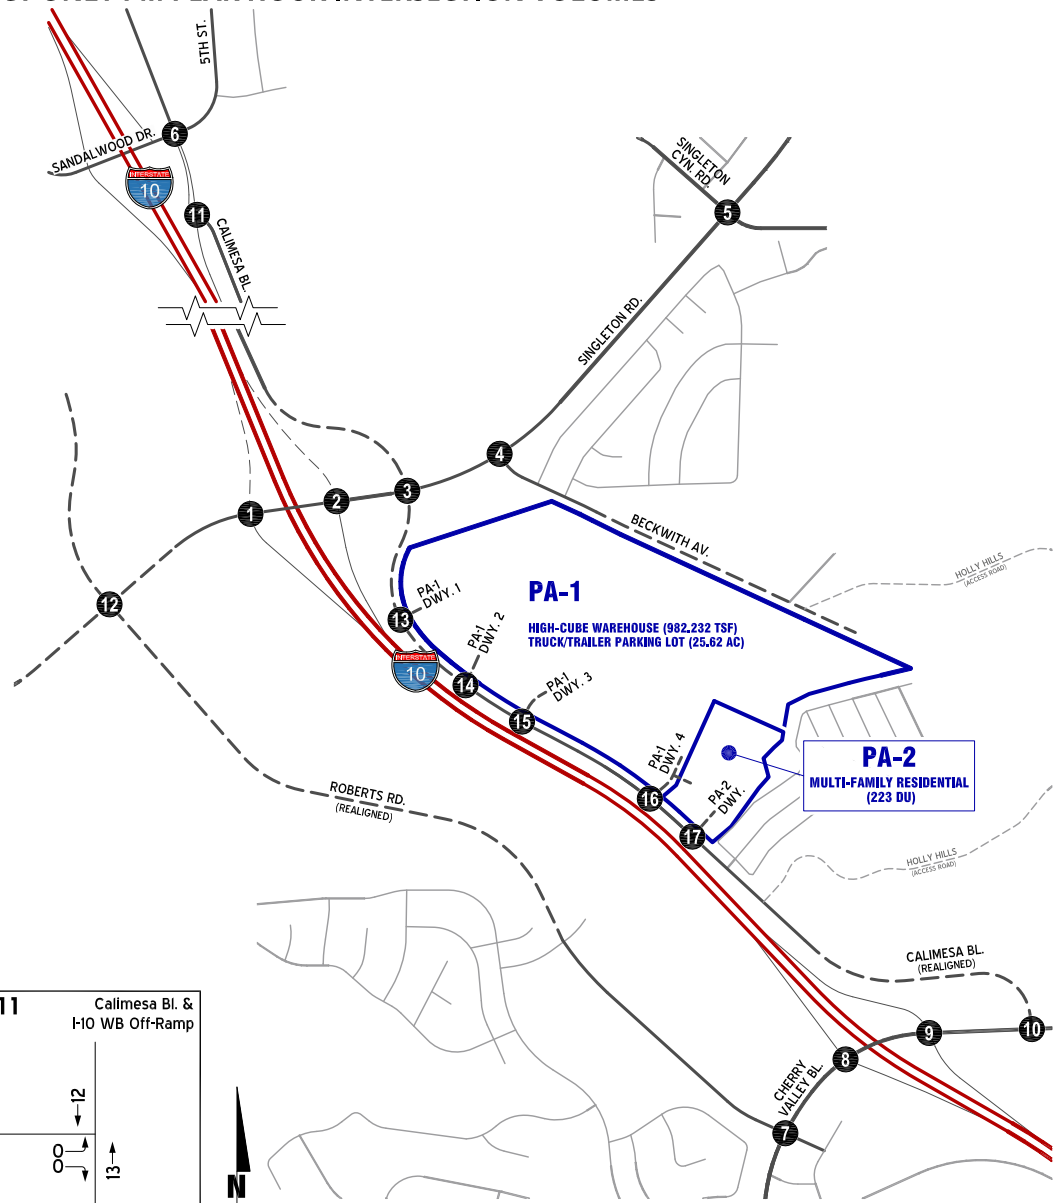 5TH ST.
6
SANDALWOOD DR.
INTERSTATE
10
11
CALIMESA BL.
SINGLETON
CYN. RD.
5
SINGLETON RD.
4
3
2
1
12
BECKWITH AV.
PA-1
DWY. 1
13
PA-1
DWY. 2
PA-1
HIGH-CUBE WAREHOUSE (982.232 TSF)
TRUCK/TRAILER PARKING LOT (25.62 AC)
HOLLY HILLS
(ACCESS ROAD)
INTERSTATE
10
14
PA-1
DWY. 3
15
PA-1
DWY. 4
16
PA-2
DWY.
17
PA-2
MULTI-FAMILY RESIDENTIAL
(223 DU)
ROBERTS RD.
(REALIGNED)
HOLLY HILLS
(ACCESS ROAD)
CALIMESA BL.
(REALIGNED)
10
9
8
CHERRY
VALLEY BL.
7
11
Calimesa Bl. &
I-10 WB Off-Ramp
12
0
0
13
N